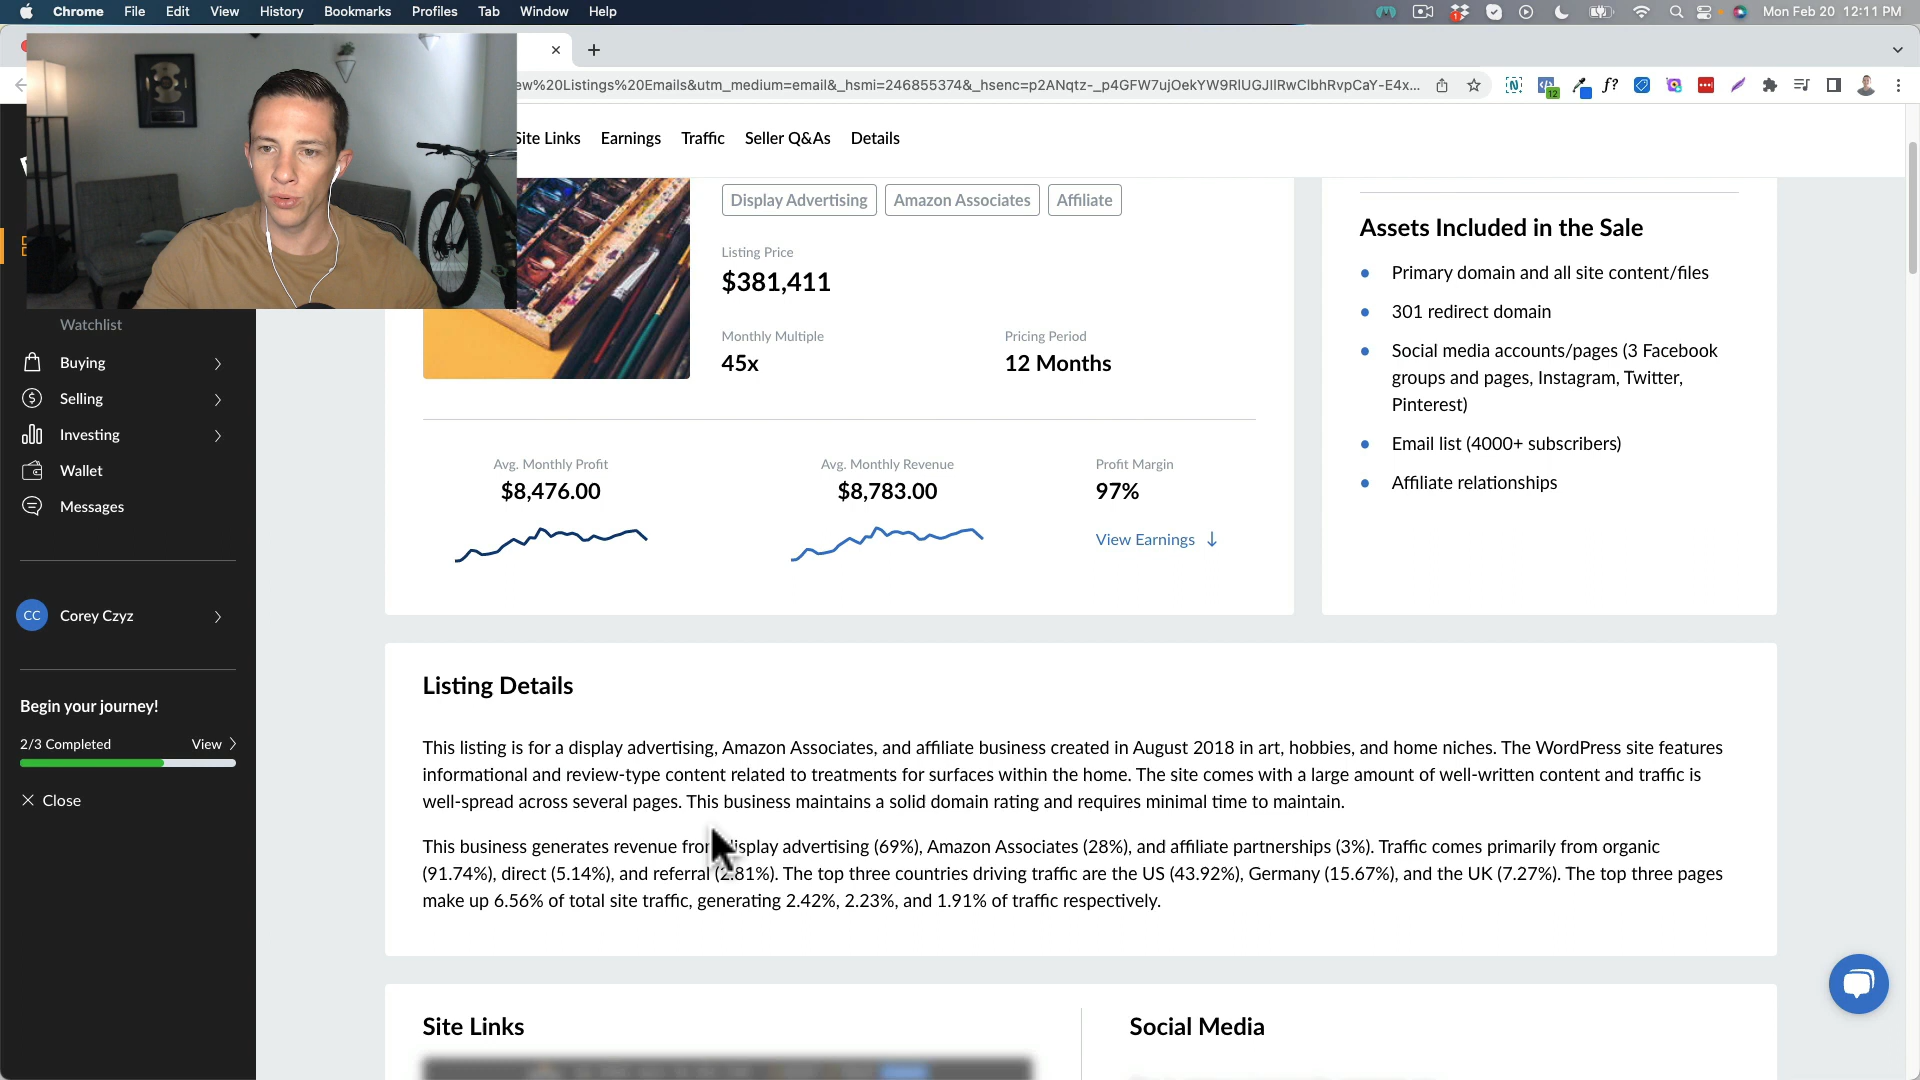 Chrome File Edit View History Bookmarks Profiles Tab Window Help Mon Feb 20 12:11 PM
ew%20Listings%20Emails&utm_medium=email&_hsmi=246855374&_hsenc=p2ANqtz-_p4GFW7ujOekYW9RlUGJIlRwClbhRvpCaY-E4x...
12
Site Links Earnings Traffic Seller Q&As Details
Display Advertising Amazon Associates Affiliate
Listing Price
$381,411
Monthly Multiple Pricing Period
45x 12 Months
Avg. Monthly Profit Avg. Monthly Revenue Profit Margin
$8,476.00 $8,783.00 97%
View Earnings ↓
Assets Included in the Sale
Primary domain and all site content/files
301 redirect domain
Social media accounts/pages (3 Facebook
groups and pages, Instagram, Twitter,
Pinterest)
Email list (4000+ subscribers)
Affiliate relationships
Watchlist
Buying
Selling
Investing
Wallet
Messages
CC Corey Czyz
Begin your journey!
2/3 Completed View
Close
Listing Details
This listing is for a display advertising, Amazon Associates, and affiliate business created in August 2018 in art, hobbies, and home niches. The WordPress site features
informational and review-type content related to treatments for surfaces within the home. The site comes with a large amount of well-written content and traffic is
well-spread across several pages. This business maintains a solid domain rating and requires minimal time to maintain.
This business generates revenue from display advertising (69%), Amazon Associates (28%), and affiliate partnerships (3%). Traffic comes primarily from organic
(91.74%), direct (5.14%), and referral (2.81%). The top three countries driving traffic are the US (43.92%), Germany (15.67%), and the UK (7.27%). The top three pages
make up 6.56% of total site traffic, generating 2.42%, 2.23%, and 1.91% of traffic respectively.
Site Links Social Media